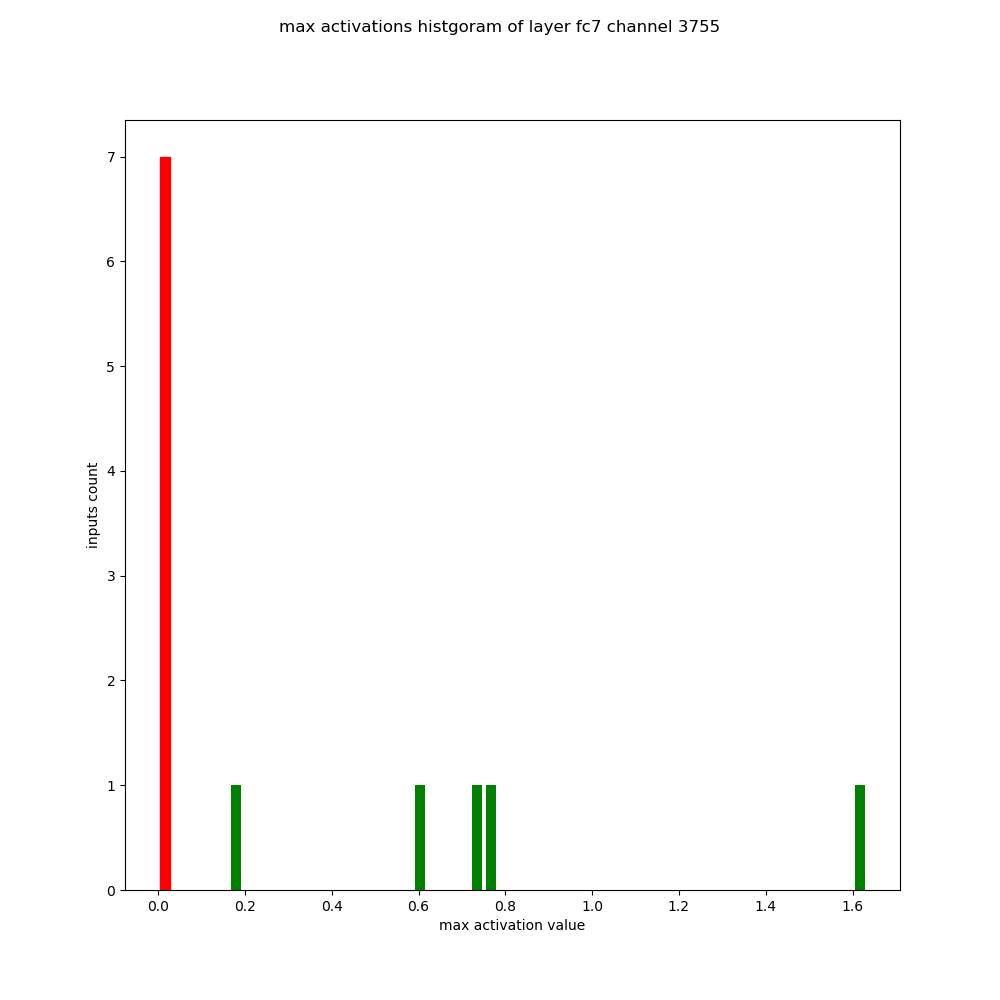 max activations histgoram of layer fc7 channel 3755
7
6
5
4
3
2
1
0
inputs count
0.0 0.2 0.4 0.6 0.8 1.0 1.2 1.4 1.6
max activation value